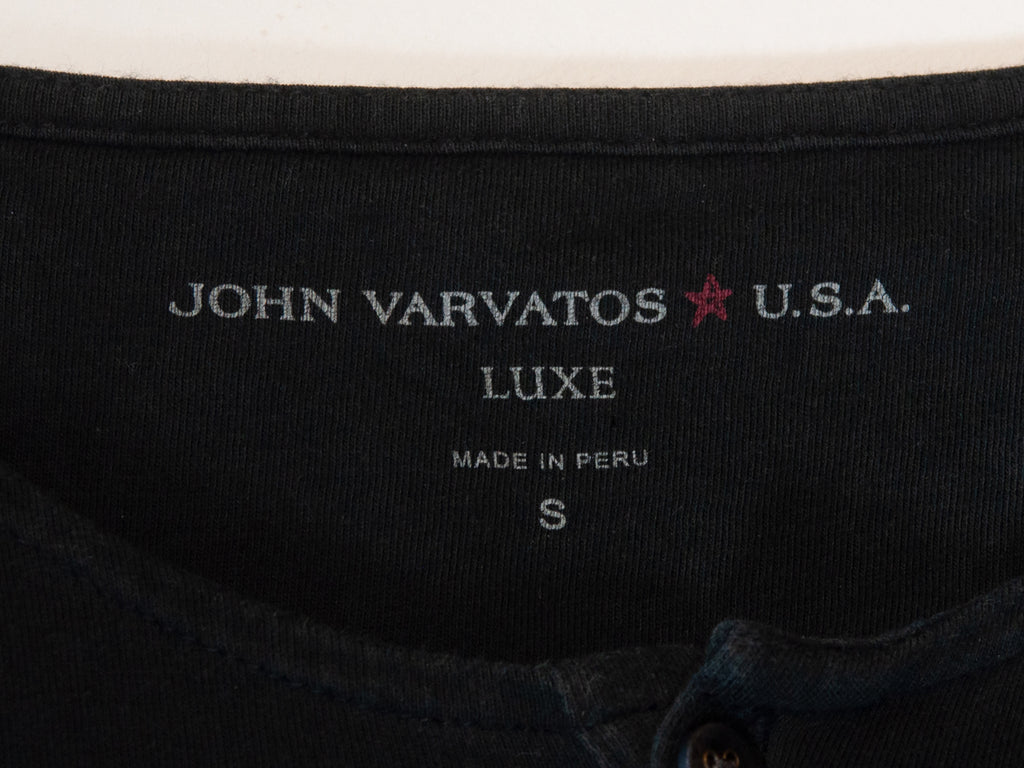 JOHN VARVATOS ★ U.S.A.
LUXE
MADE IN PERU
S